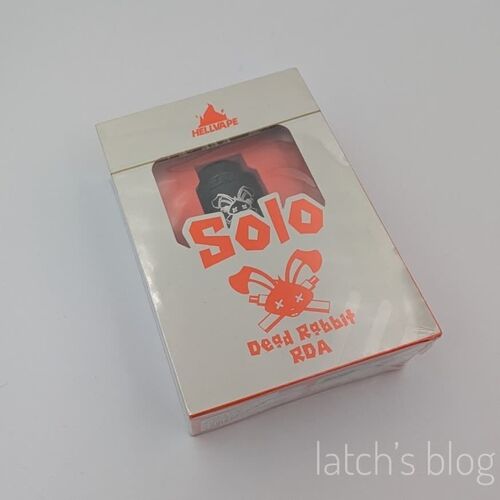 HELLVAPE
Solo
Dead Rabbit
RDA
latch's blog